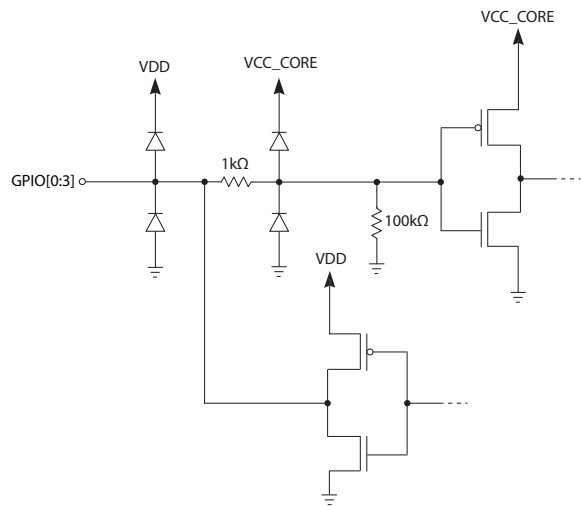 VCC_CORE
VDD
VCC_CORE
1kΩ
GPIO[0:3]
100kΩ
VDD